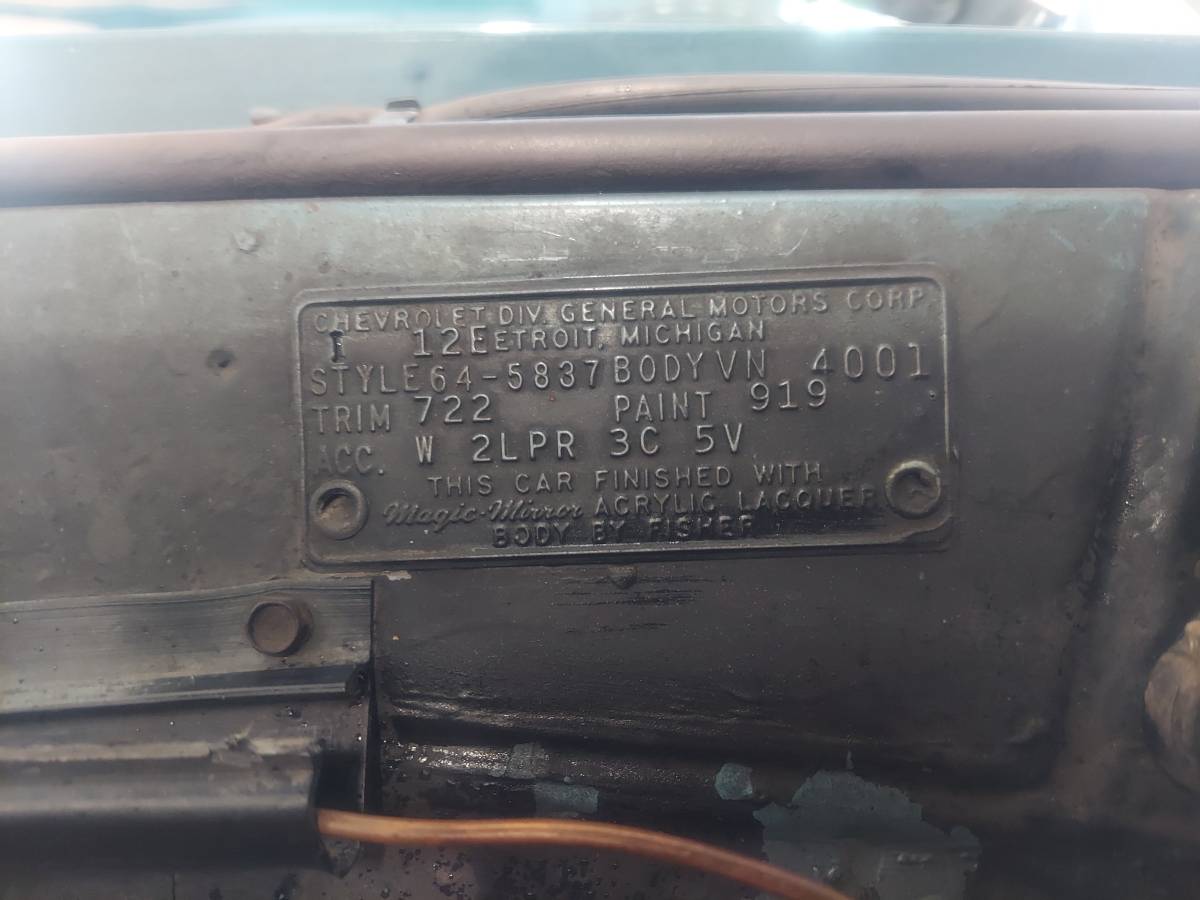 CHEVROLET DIV. GENERAL MOTORS CORP.
I 12E ETROIT, MICHIGAN
STYLE 64-5837 BODY VN 4001
TRIM 722 PAINT 919
ACC. W 2LPR 3C 5V
THIS CAR FINISHED WITH
Magic-Mirror ACRYLIC LACQUER
BODY BY FISHER